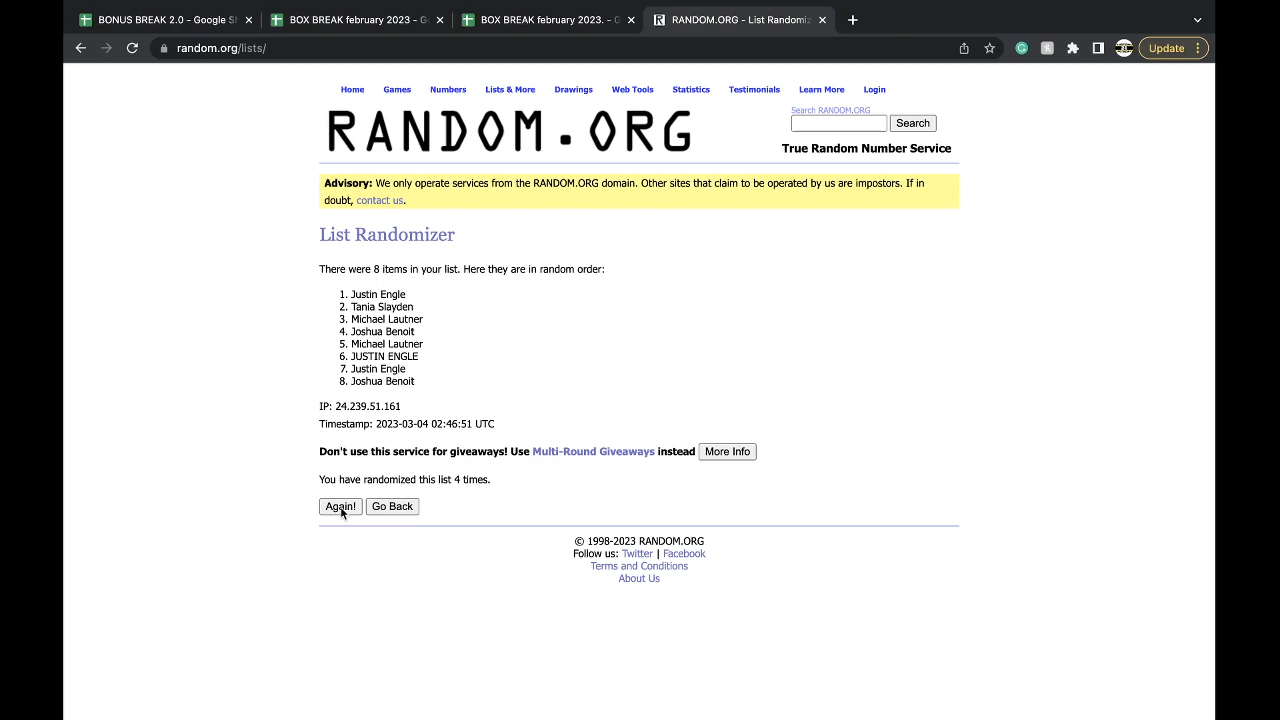 BONUS BREAK 2.0 - Google S
BOX BREAK february 2023 - G
BOX BREAK february 2023. - G
RANDOM.ORG - List Randomiz
random.org/lists/
Update
Home Games Numbers Lists & More Drawings Web Tools Statistics Testimonials Learn More Login
RANDOM.ORG
Search RANDOM.ORG
Search
True Random Number Service
Advisory: We only operate services from the RANDOM.ORG domain. Other sites that claim to be operated by us are impostors. If in
doubt, contact us.
List Randomizer
There were 8 items in your list. Here they are in random order:
1. Justin Engle
2. Tania Slayden
3. Michael Lautner
4. Joshua Benoit
5. Michael Lautner
6. JUSTIN ENGLE
7. Justin Engle
8. Joshua Benoit
IP: 24.239.51.161
Timestamp: 2023-03-04 02:46:51 UTC
Don't use this service for giveaways! Use Multi-Round Giveaways instead More Info
You have randomized this list 4 times.
Again! Go Back
© 1998-2023 RANDOM.ORG
Follow us: Twitter | Facebook
Terms and Conditions
About Us